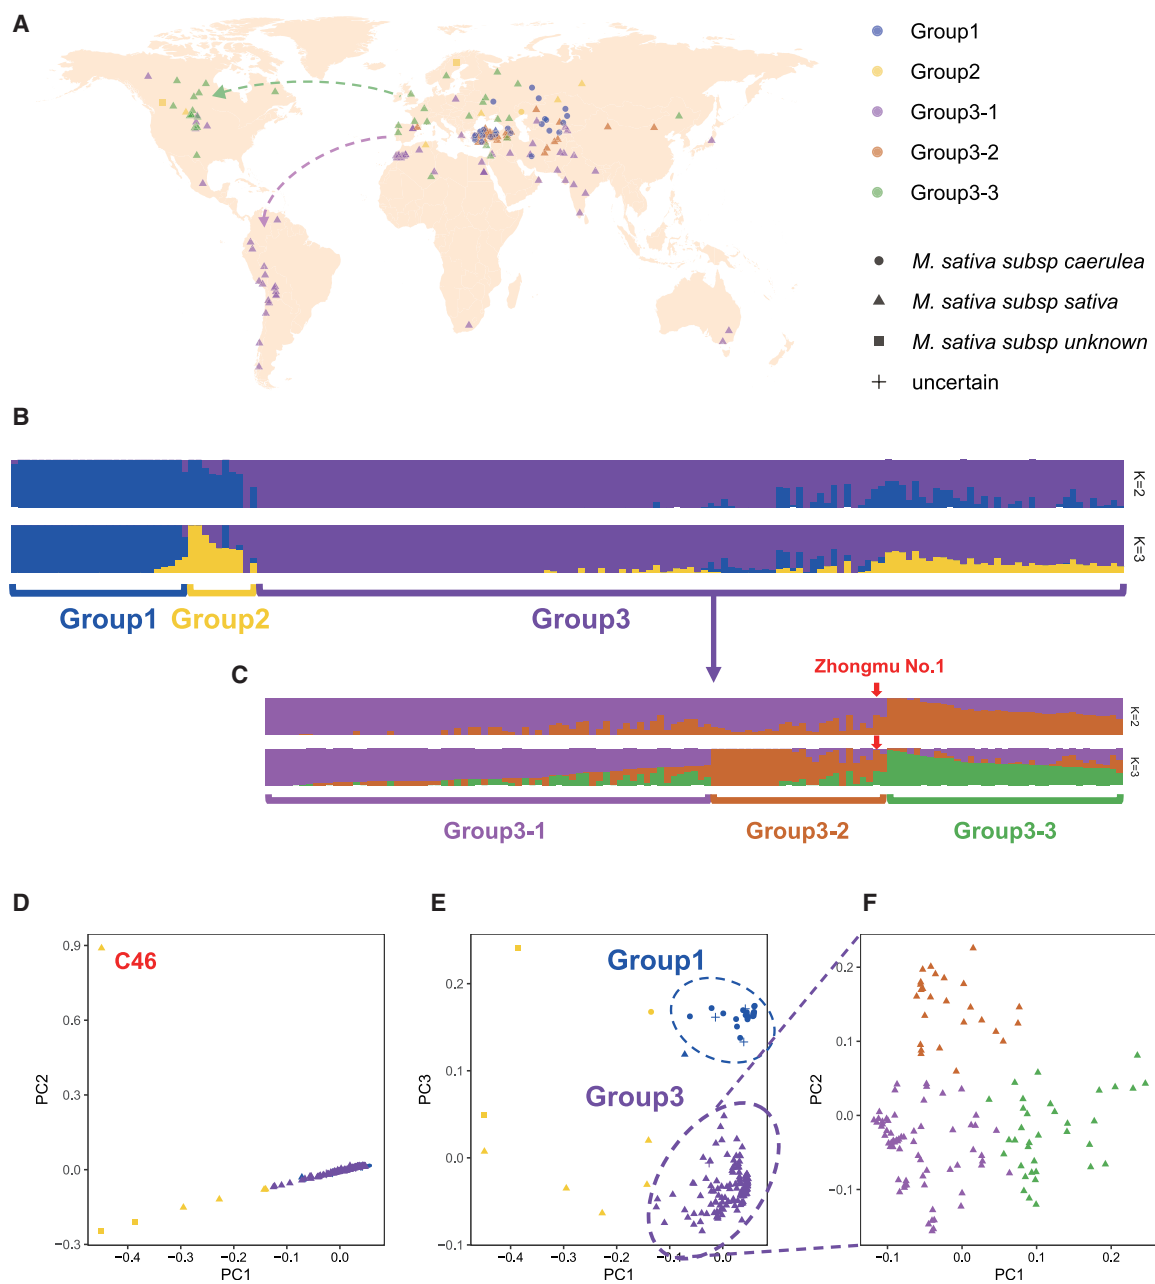 A
Group1
Group2
Group3-1
Group3-2
Group3-3
M. sativa subsp caerulea
M. sativa subsp sativa
M. sativa subsp unknown
uncertain
B
K=2
K=3
Group1 Group2 Group3
C
Zhongmu No.1
K=2
K=3
Group3-1 Group3-2 Group3-3
D
C46
PC2
0.9
0.6
0.3
0.0
−0.3
−0.4 −0.3 −0.2 −0.1 0.0
PC1
E
Group1
Group3
PC3
0.2
0.1
0.0
−0.1
−0.4 −0.3 −0.2 −0.1 0.0
PC1
F
PC2
0.2
0.1
0.0
−0.1
−0.1 0.0 0.1 0.2
PC1